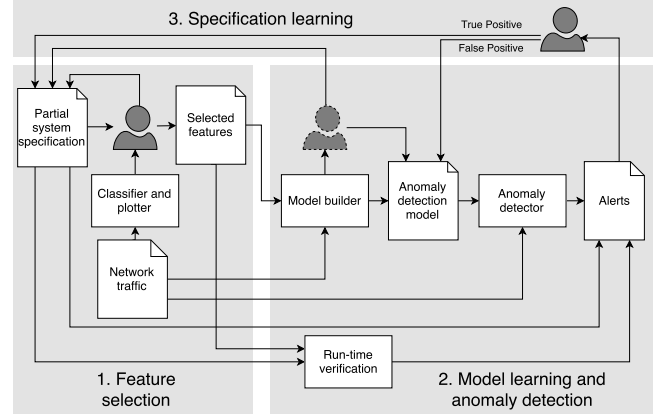 3. Specification learning
True Positive
False Positive
Partial
system
specification
Selected
features
Classifier and
plotter
Network
traffic
Model builder
Anomaly
detection
model
Anomaly
detector
Alerts
Run-time
verification
1. Feature
selection
2. Model learning and
anomaly detection